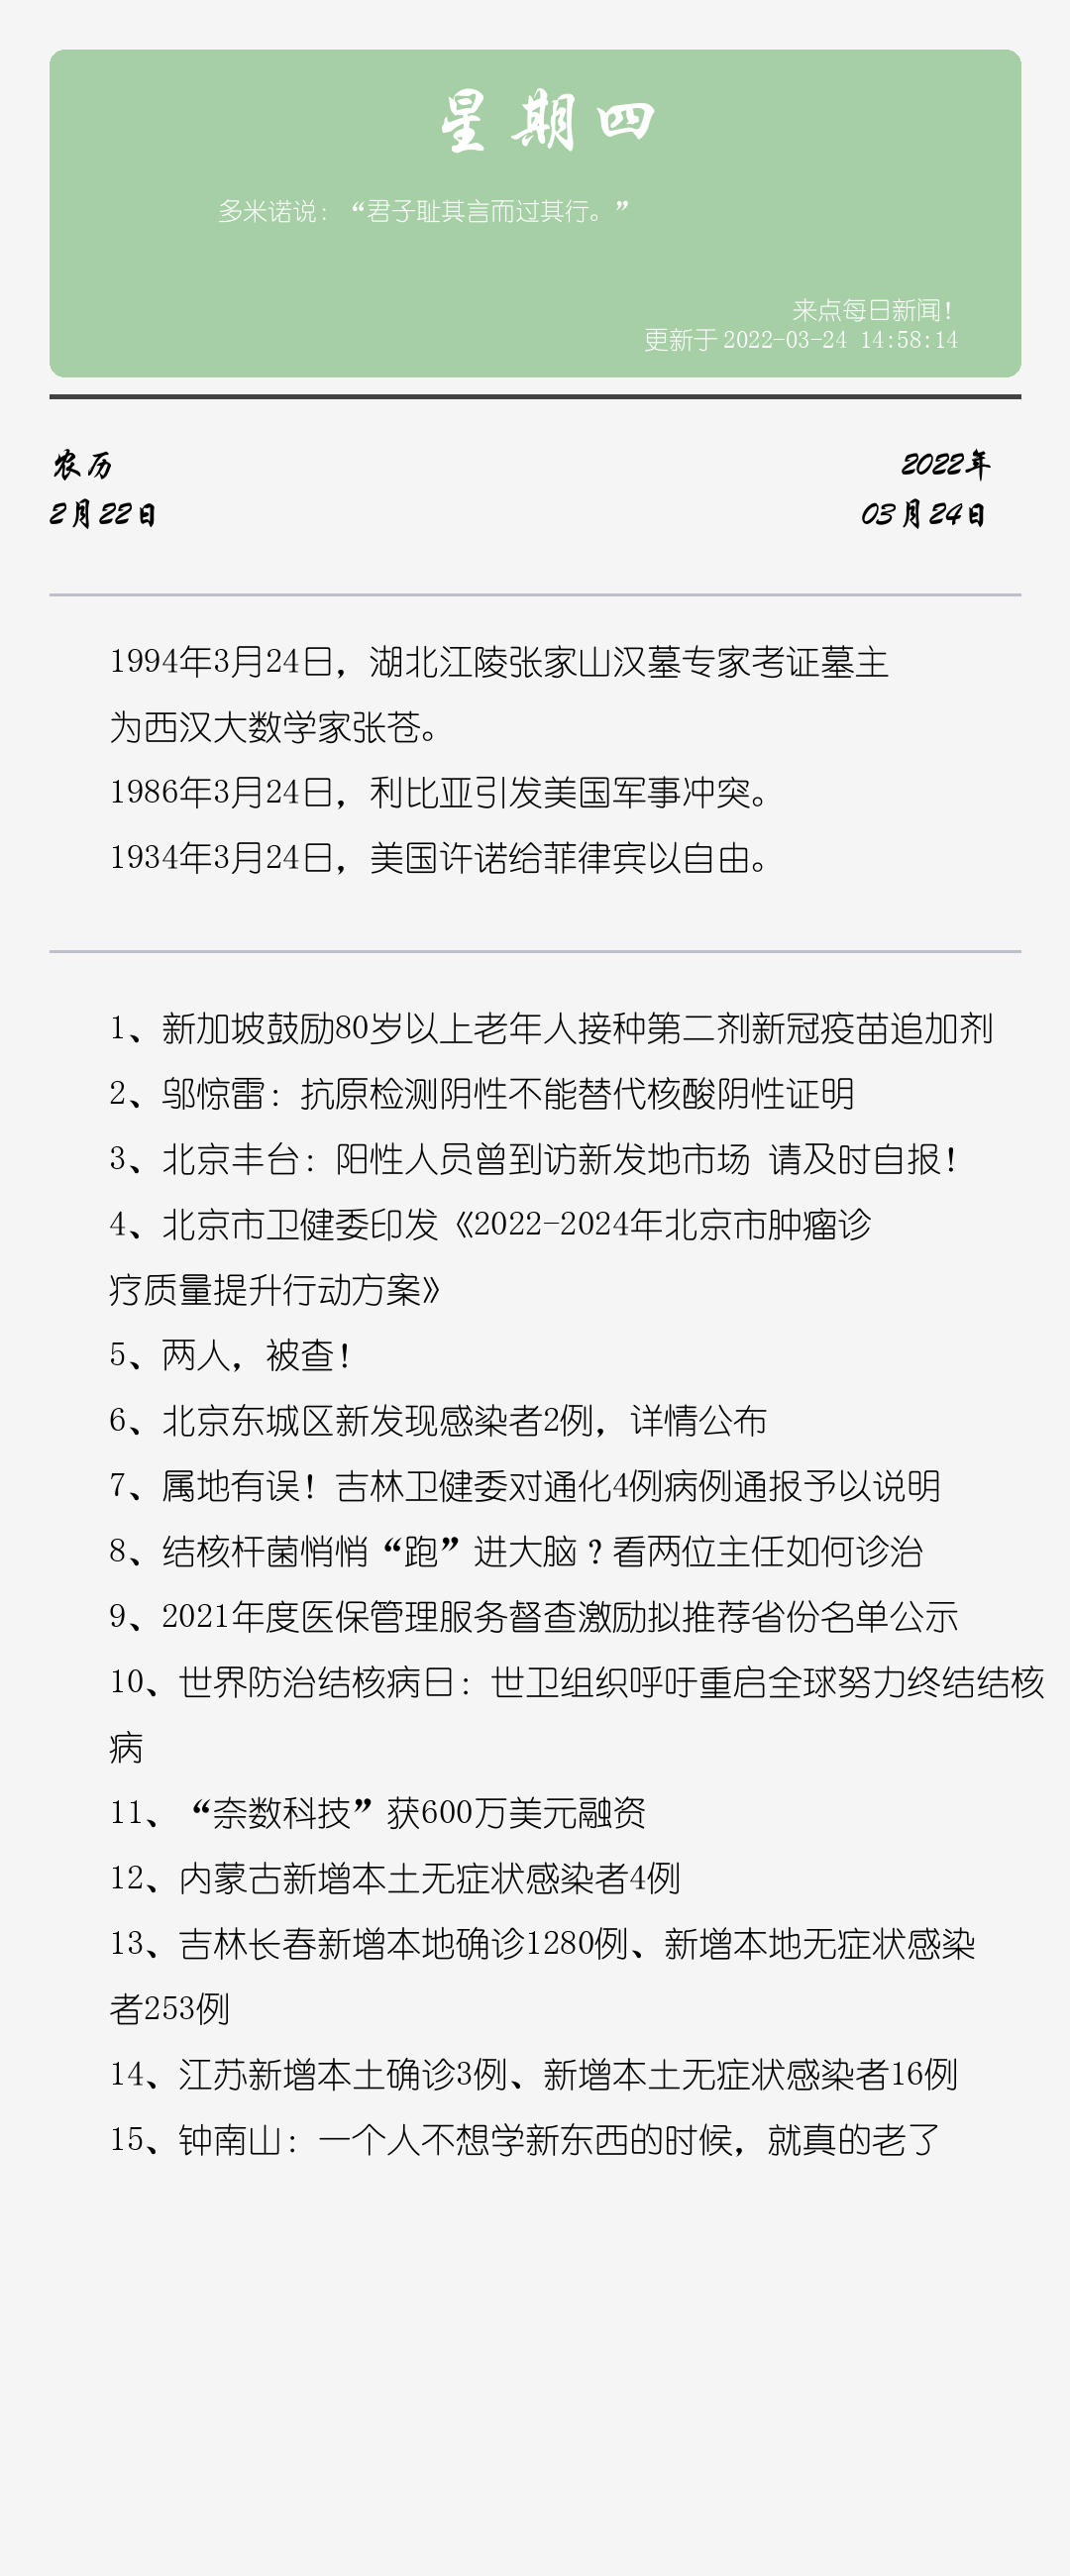 星期四
多米诺说：“君子耻其言而过其行。”
来点每日新闻！
更新于 2022-03-24 14:58:14
农历
2月22日
2022年
03月24日
1994年3月24日，湖北江陵张家山汉墓专家考证墓主
为西汉大数学家张苍。
1986年3月24日，利比亚引发美国军事冲突。
1934年3月24日，美国许诺给菲律宾以自由。
1、新加坡鼓励80岁以上老年人接种第二剂新冠疫苗追加剂
2、邬惊雷：抗原检测阴性不能替代核酸阴性证明
3、北京丰台：阳性人员曾到访新发地市场 请及时自报！
4、北京市卫健委印发《2022-2024年北京市肿瘤诊
疗质量提升行动方案》
5、两人，被查！
6、北京东城区新发现感染者2例，详情公布
7、属地有误！吉林卫健委对通化4例病例通报予以说明
8、结核杆菌悄悄“跑”进大脑？看两位主任如何诊治
9、2021年度医保管理服务督查激励拟推荐省份名单公示
10、世界防治结核病日：世卫组织呼吁重启全球努力终结结核
病
11、“奈数科技”获600万美元融资
12、内蒙古新增本土无症状感染者4例
13、吉林长春新增本地确诊1280例、新增本地无症状感染
者253例
14、江苏新增本土确诊3例、新增本土无症状感染者16例
15、钟南山：一个人不想学新东西的时候，就真的老了